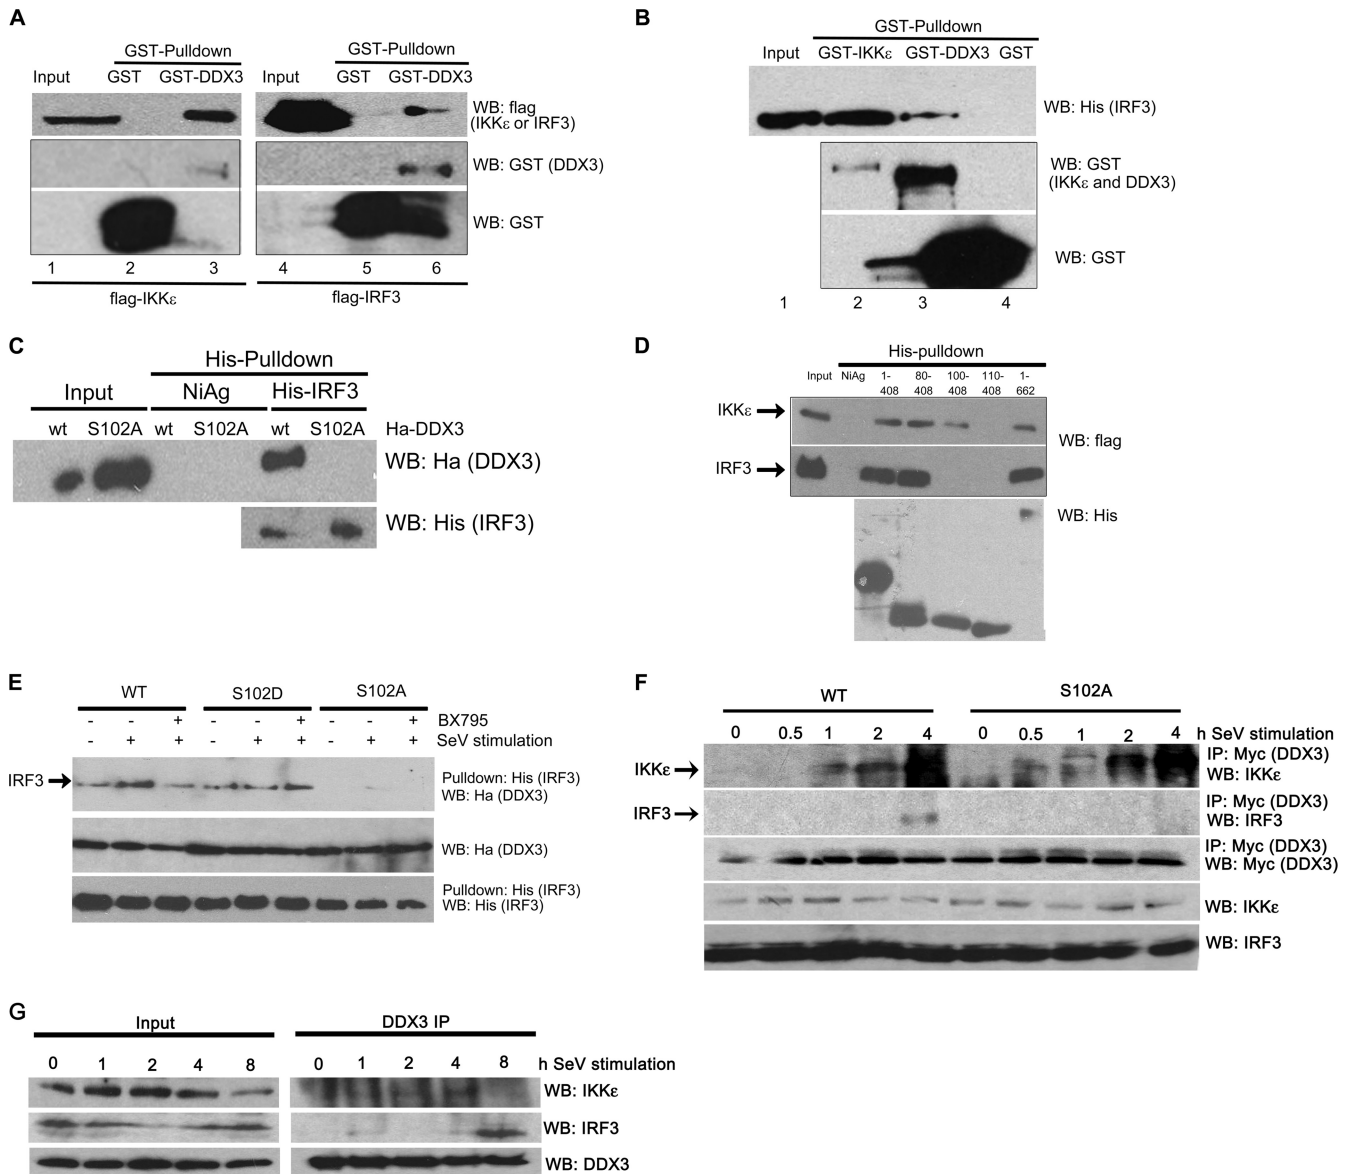 A
GST-Pulldown
GST-Pulldown
Input
GST
GST-DDX3
Input
GST
GST-DDX3
WB: flag
(IKKε or IRF3)
WB: GST (DDX3)
WB: GST
1
2
3
4
5
6
flag-IKKε
flag-IRF3
B
GST-Pulldown
Input
GST-IKKε
GST-DDX3
GST
WB: His (IRF3)
WB: GST
(IKKε and DDX3)
WB: GST
1
2
3
4
C
His-Pulldown
Input
NiAg
His-IRF3
wt
S102A
wt
S102A
wt
S102A
Ha-DDX3
WB: Ha (DDX3)
WB: His (IRF3)
D
His-pulldown
Input
NiAg
1-
408
80-
408
100-
408
110-
408
1-
662
IKKε
WB: flag
IRF3
WB: His
E
WT
S102D
S102A
- - + - - + - - + BX795
- + + - + + - + + SeV stimulation
IRF3
Pulldown: His (IRF3)
WB: Ha (DDX3)
WB: Ha (DDX3)
Pulldown: His (IRF3)
WB: His (IRF3)
F
WT
S102A
0 0.5 1 2 4 0 0.5 1 2 4 h SeV stimulation
IKKε
IP: Myc (DDX3)
WB: IKKε
IRF3
IP: Myc (DDX3)
WB: IRF3
IP: Myc (DDX3)
WB: Myc (DDX3)
WB: IKKε
WB: IRF3
G
Input
DDX3 IP
0 1 2 4 8 0 1 2 4 8 h SeV stimulation
WB: IKKε
WB: IRF3
WB: DDX3